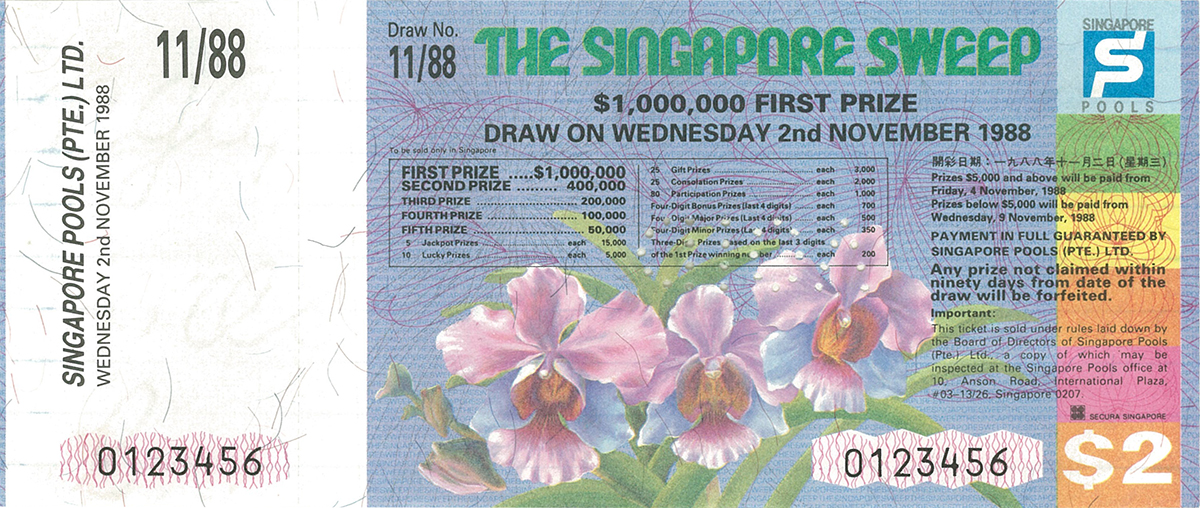 11/88
SINGAPORE POOLS (PTE.) LTD.
WEDNESDAY 2nd NOVEMBER 1988
0123456
Draw No.
11/88
THE SINGAPORE SWEEP
$1,000,000 FIRST PRIZE
DRAW ON WEDNESDAY 2nd NOVEMBER 1988
To be sold only in Singapore
FIRST PRIZE .....$1,000,000
SECOND PRIZE ......... 400,000
THIRD PRIZE ................... 200,000
FOURTH PRIZE ................ 100,000
FIFTH PRIZE .................... 50,000
5 Jackpot Prizes .................. each 15,000
10 Lucky Prizes .................... each 5,000
25 Gift Prizes .................... each 3,000
25 Consolation Prizes .......... each 2,000
80 Participation Prizes .......... each 1,000
Four-Digit Bonus Prizes (last 4 digits) ..... each 700
Four-Digit Major Prizes (Last 4 digits) ..... each 500
Four-Digit Minor Prizes (Last 4 digits) ..... each 350
Three-Digit Prizes based on the last 3 digits
of the 1st Prize winning number ............ each 200
SINGAPORE
POOLS
開彩日期：一九八八年十一月二日（星期三）
Prizes $5,000 and above will be paid from
Friday, 4 November, 1988
Prizes below $5,000 will be paid from
Wednesday, 9 November, 1988
PAYMENT IN FULL GUARANTEED BY
SINGAPORE POOLS (PTE.) LTD.
Any prize not claimed within
ninety days from date of the
draw will be forfeited.
Important:
This ticket is sold under rules laid down by
the Board of Directors of Singapore Pools
(Pte.) Ltd., a copy of which may be
inspected at the Singapore Pools office at
10, Anson Road, International Plaza,
#03-13/26, Singapore 0207.
SECURA SINGAPORE
0123456
$2